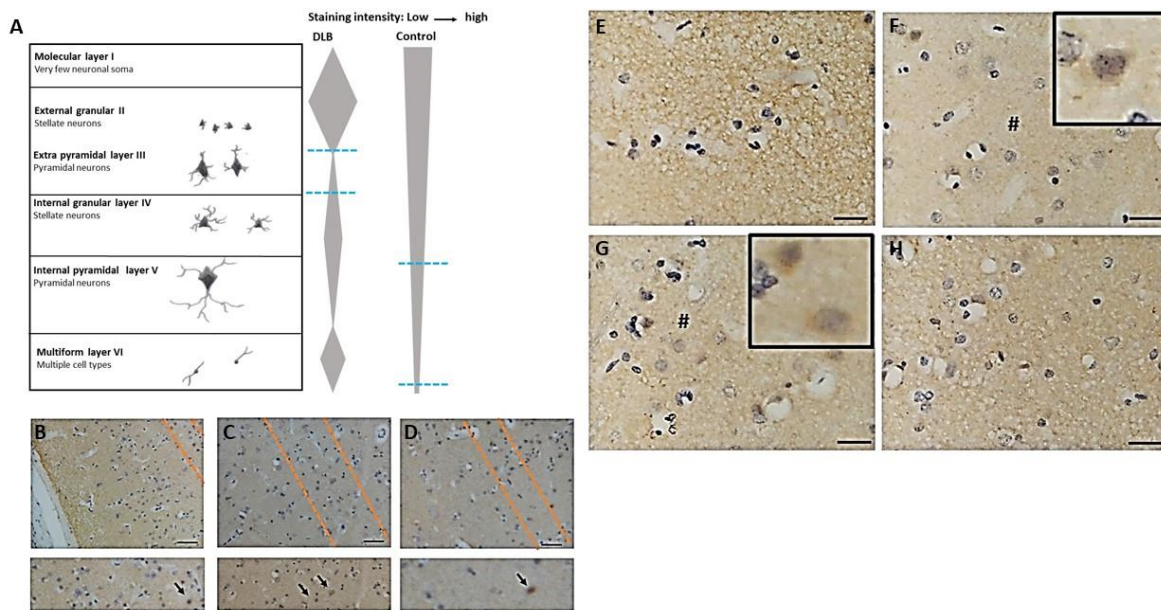 A
Staining intensity: Low → high
DLB Control
Molecular layer I
Very few neuronal soma
External granular II
Stellate neurons
Extra pyramidal layer III
Pyramidal neurons
Internal granular layer IV
Stellate neurons
Internal pyramidal layer V
Pyramidal neurons
Multiform layer VI
Multiple cell types
B
C
D
E
F
#
G
#
H